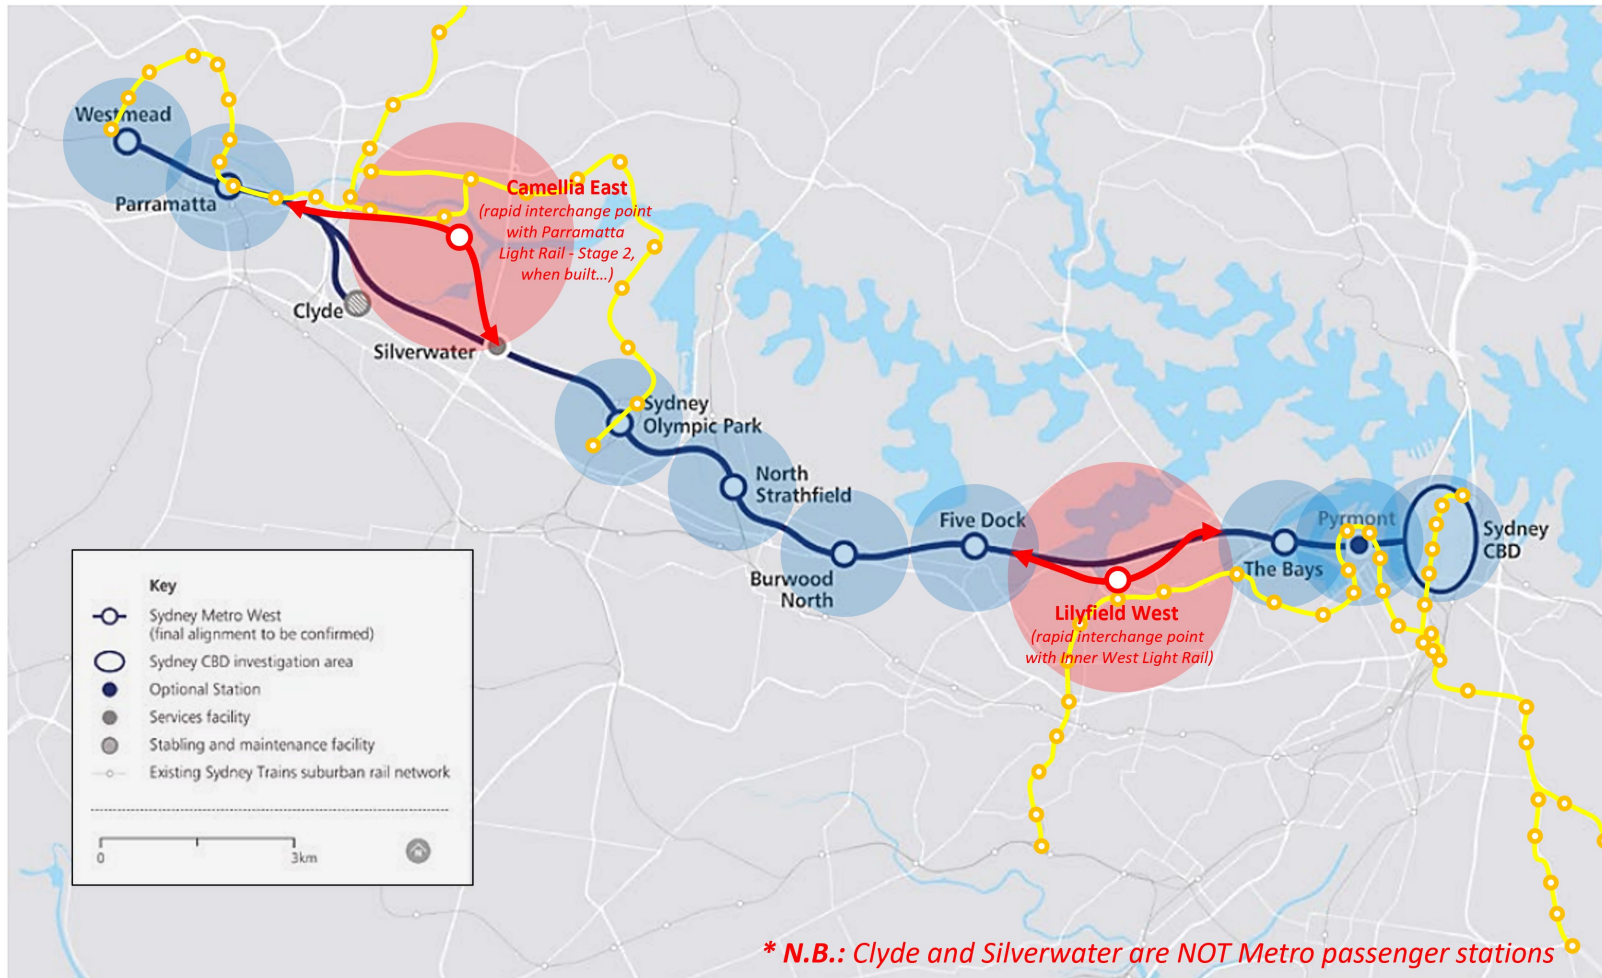 Westmead
Parramatta
Camellia East
(rapid interchange point
with Parramatta
Light Rail - Stage 2,
when built...)
Clyde
Silverwater
Sydney
Olympic Park
North
Strathfield
Burwood
North
Five Dock
Lilyfield West
(rapid interchange point
with Inner West Light Rail)
The Bays
Pyrmont
Sydney
CBD
Key
Sydney Metro West
(final alignment to be confirmed)
Sydney CBD investigation area
Optional Station
Services facility
Stabling and maintenance facility
Existing Sydney Trains suburban rail network
0 3km
N
* N.B.: Clyde and Silverwater are NOT Metro passenger stations